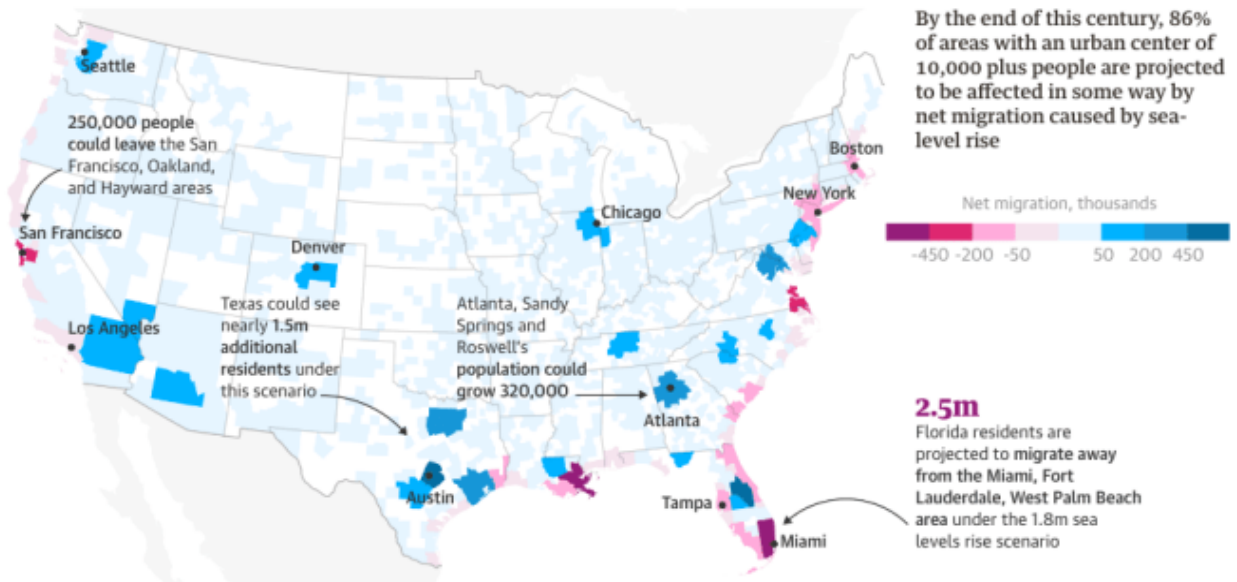 By the end of this century, 86%
of areas with an urban center of
10,000 plus people are projected
to be affected in some way by
net migration caused by sea-
level rise
Net migration, thousands
-450 -200 -50 50 200 450
Seattle
250,000 people
could leave the San
Francisco, Oakland,
and Hayward areas
San Francisco
Los Angeles
Denver
Chicago
Boston
New York
Texas could see
nearly 1.5m
additional
residents under
this scenario
Atlanta, Sandy
Springs and
Roswell's
population could
grow 320,000
Atlanta
Austin
Tampa
Miami
2.5m
Florida residents are
projected to migrate away
from the Miami, Fort
Lauderdale, West Palm Beach
area under the 1.8m sea
levels rise scenario